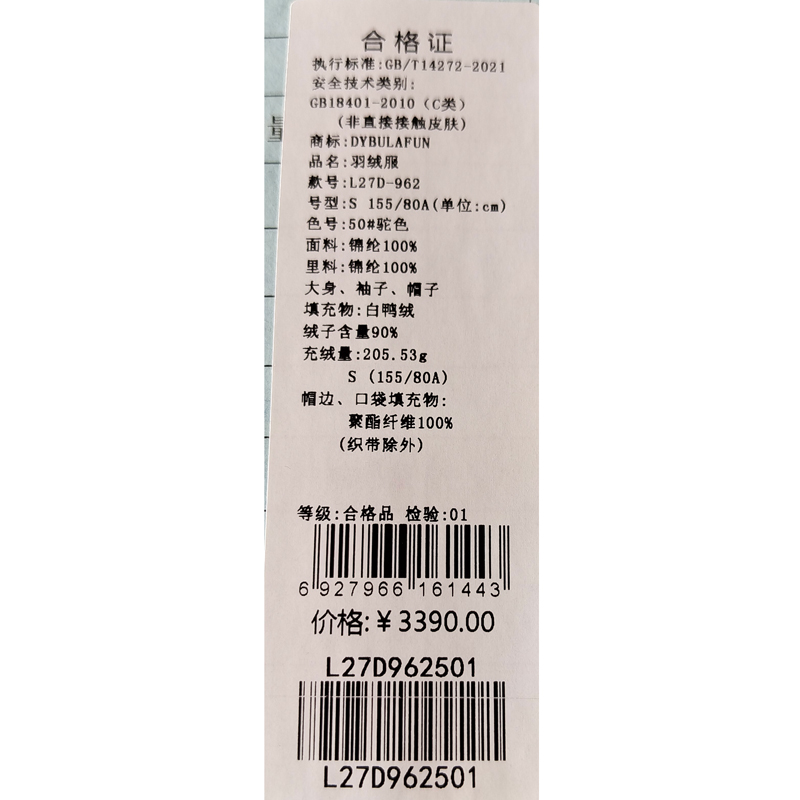 合格证
执行标准:GB/T14272-2021
安全技术类别:
GB18401-2010（C类）
(非直接接触皮肤)
商标:DYBULAFUN
品名:羽绒服
款号:L27D-962
号型:S 155/80A(单位:cm)
色号:50#驼色
面料:锦纶100%
里料:锦纶100%
大身、袖子、帽子
填充物:白鸭绒
绒子含量90%
充绒量:205.53g
S (155/80A)
帽边、口袋填充物:
聚酯纤维100%
(织带除外)
等级:合格品 检验:01
6 927966 161443
价格:￥3390.00
L27D962501
L27D962501
量